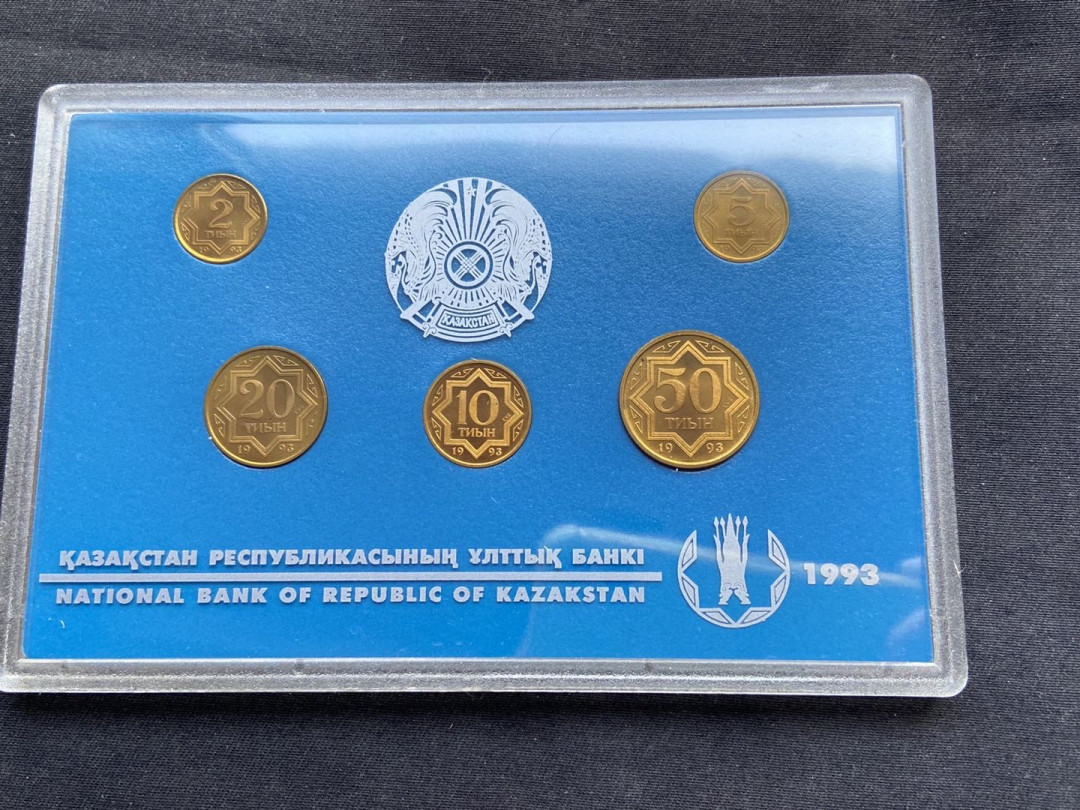 2
ТИЫН
19 93
5
ТИЫН
ҚАЗАҚСТАН
20
ТИЫН
19 93
10
ТИЫН
19 93
50
ТИЫН
19 93
ҚАЗАҚСТАН РЕСПУБЛИКАСЫНЫҢ ҰЛТТЫҚ БАНКІ
NATIONAL BANK OF REPUBLIC OF KAZAKSTAN
1993